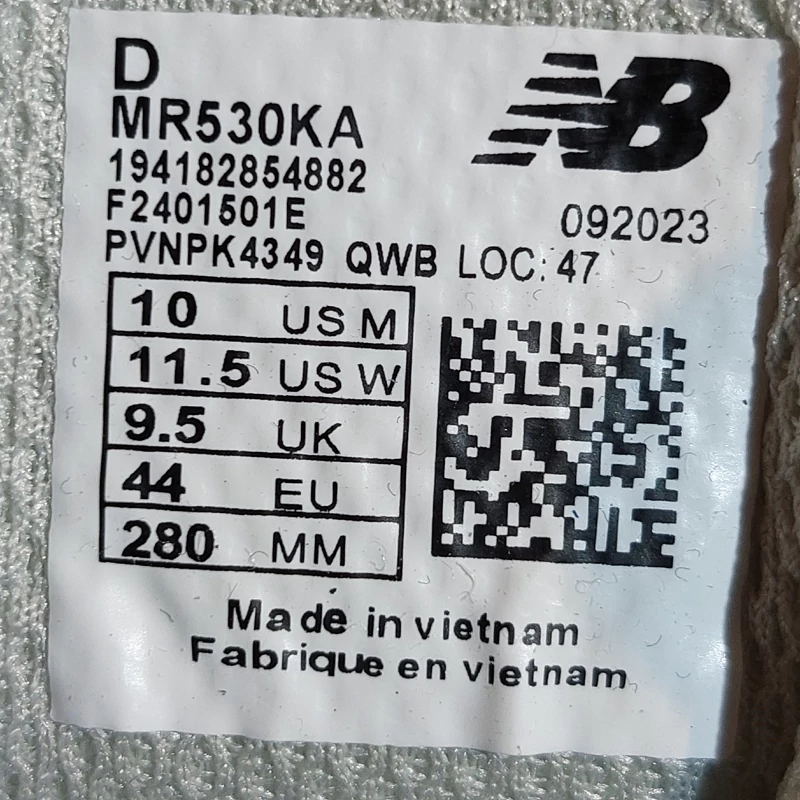 D
NB
MR530KA
194182854882
F2401501E
092023
PVNPK4349 QWB LOC: 47
10 US M
11.5 US W
9.5 UK
44 EU
280 MM
Made in vietnam
Fabrique en vietnam